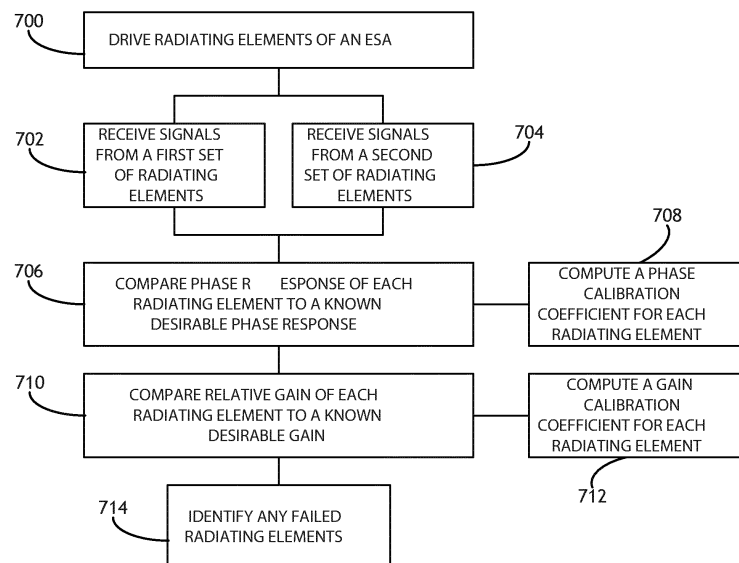 700
DRIVE RADIATING ELEMENTS OF AN ESA
702
RECEIVE SIGNALS
FROM A FIRST SET
OF RADIATING
ELEMENTS
RECEIVE SIGNALS
FROM A SECOND
SET OF RADIATING
ELEMENTS
704
706
COMPARE PHASE R ESPONSE OF EACH
RADIATING ELEMENT TO A KNOWN
DESIRABLE PHASE RESPONSE
708
COMPUTE A PHASE
CALIBRATION
COEFFICIENT FOR EACH
RADIATING ELEMENT
710
COMPARE RELATIVE GAIN OF EACH
RADIATING ELEMENT TO A KNOWN
DESIRABLE GAIN
COMPUTE A GAIN
CALIBRATION
COEFFICIENT FOR EACH
RADIATING ELEMENT
712
714
IDENTIFY ANY FAILED
RADIATING ELEMENTS